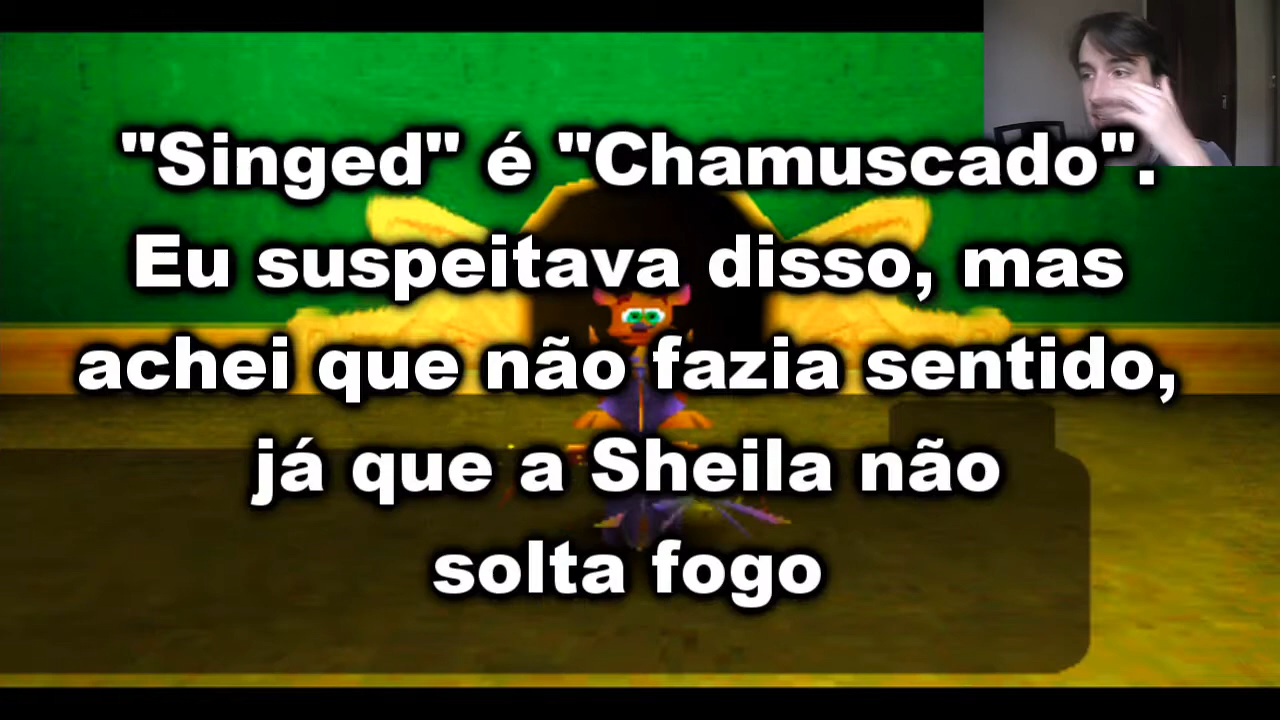 "Singed" é "Chamuscado".
Eu suspeitava disso, mas
achei que não fazia sentido,
já que a Sheila não
solta fogo